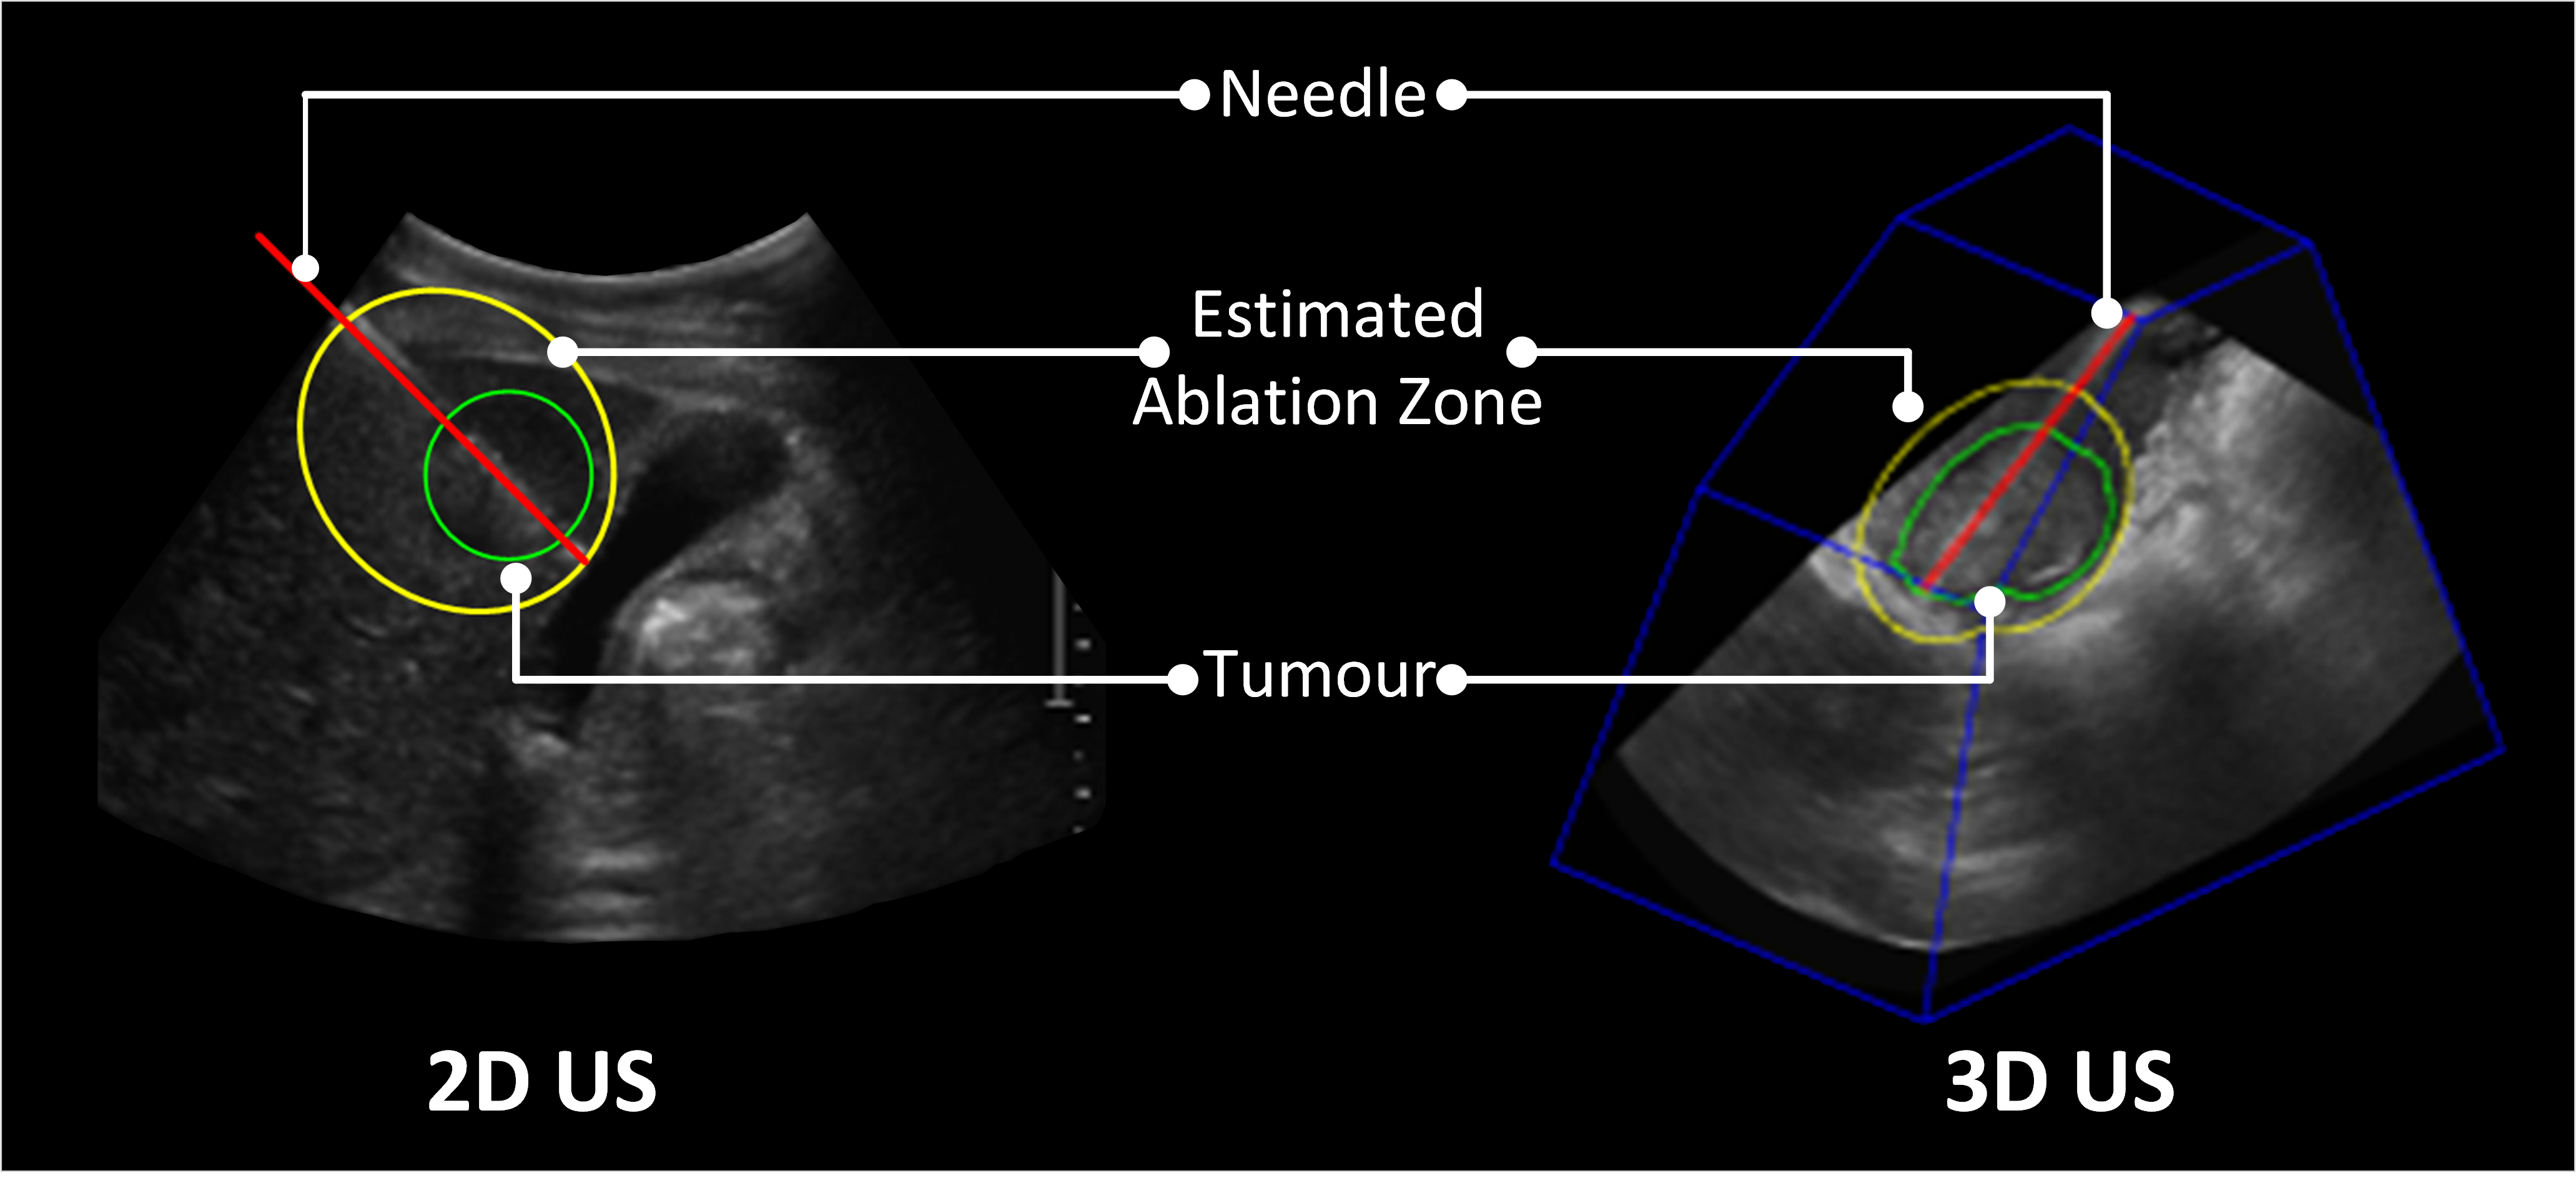 Needle
Estimated
Ablation Zone
Tumour
2D US
3D US